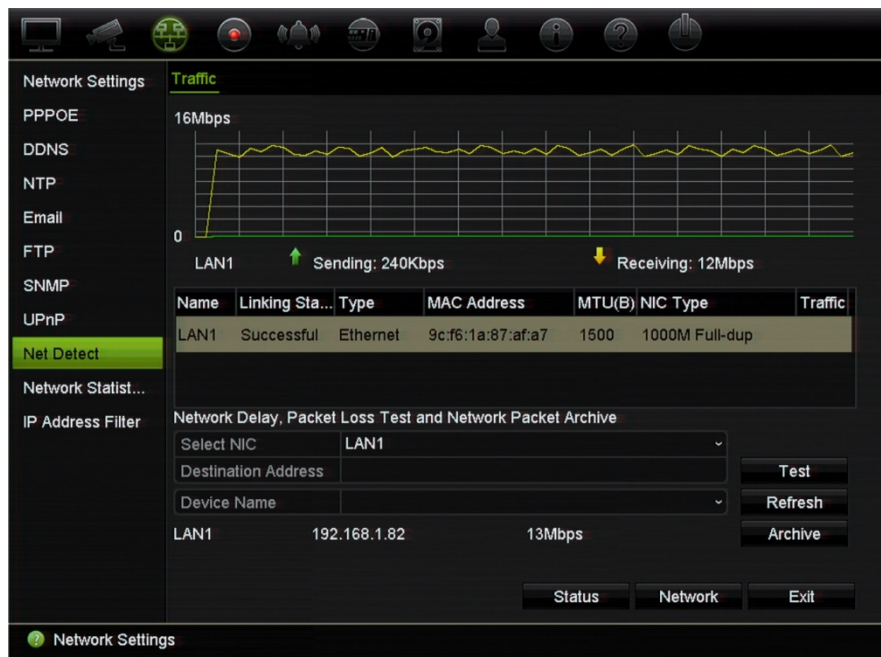 Traffic
Network Settings
PPPOE
DDNS
NTP
Email
FTP
SNMP
UPnP
Net Detect
Network Statist...
IP Address Filter
16Mbps
0
LAN1 Sending: 240Kbps Receiving: 12Mbps
Name Linking Sta... Type MAC Address MTU(B) NIC Type Traffic
LAN1 Successful Ethernet 9c:f6:1a:87:af:a7 1500 1000M Full-dup
Network Delay, Packet Loss Test and Network Packet Archive
Select NIC LAN1
Destination Address Test
Device Name Refresh
LAN1 192.168.1.82 13Mbps Archive
Status Network Exit
Network Settings